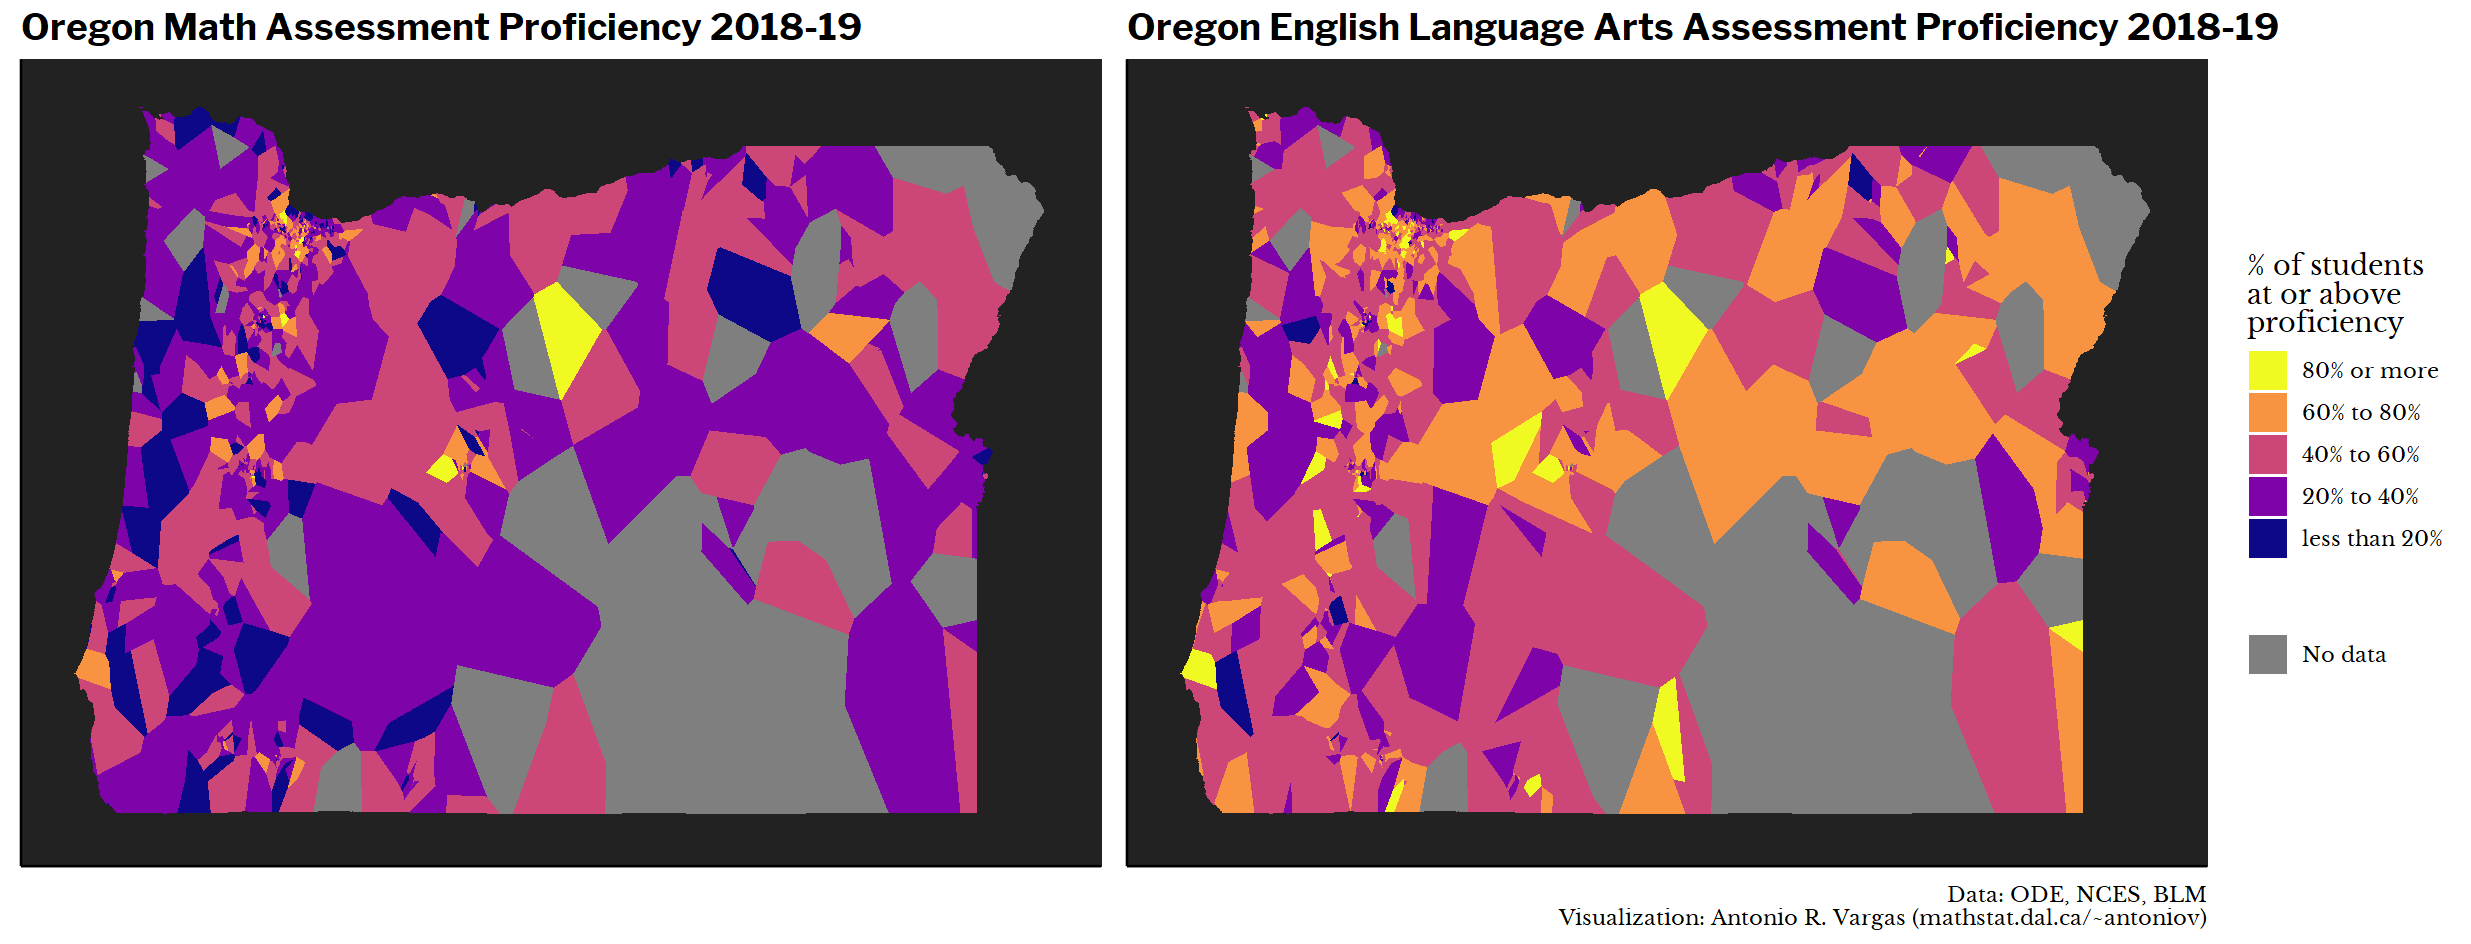 Oregon Math Assessment Proficiency 2018-19
Oregon English Language Arts Assessment Proficiency 2018-19
% of students
at or above
proficiency
80% or more
60% to 80%
40% to 60%
20% to 40%
less than 20%
No data
Data: ODE, NCES, BLM
Visualization: Antonio R. Vargas (mathstat.dal.ca/~antoniov)